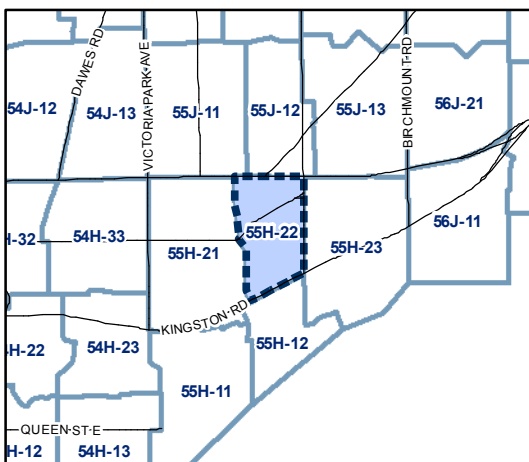 DAWES RD
VICTORIA PARK AVE
BIRCHMOUNT RD
54J-12
54J-13
55J-11
55J-12
55J-13
56J-21
H-32
54H-33
55H-21
55H-22
55H-23
56J-11
KINGSTON RD
4H-22
54H-23
55H-12
55H-11
QUEEN ST E
H-12
54H-13